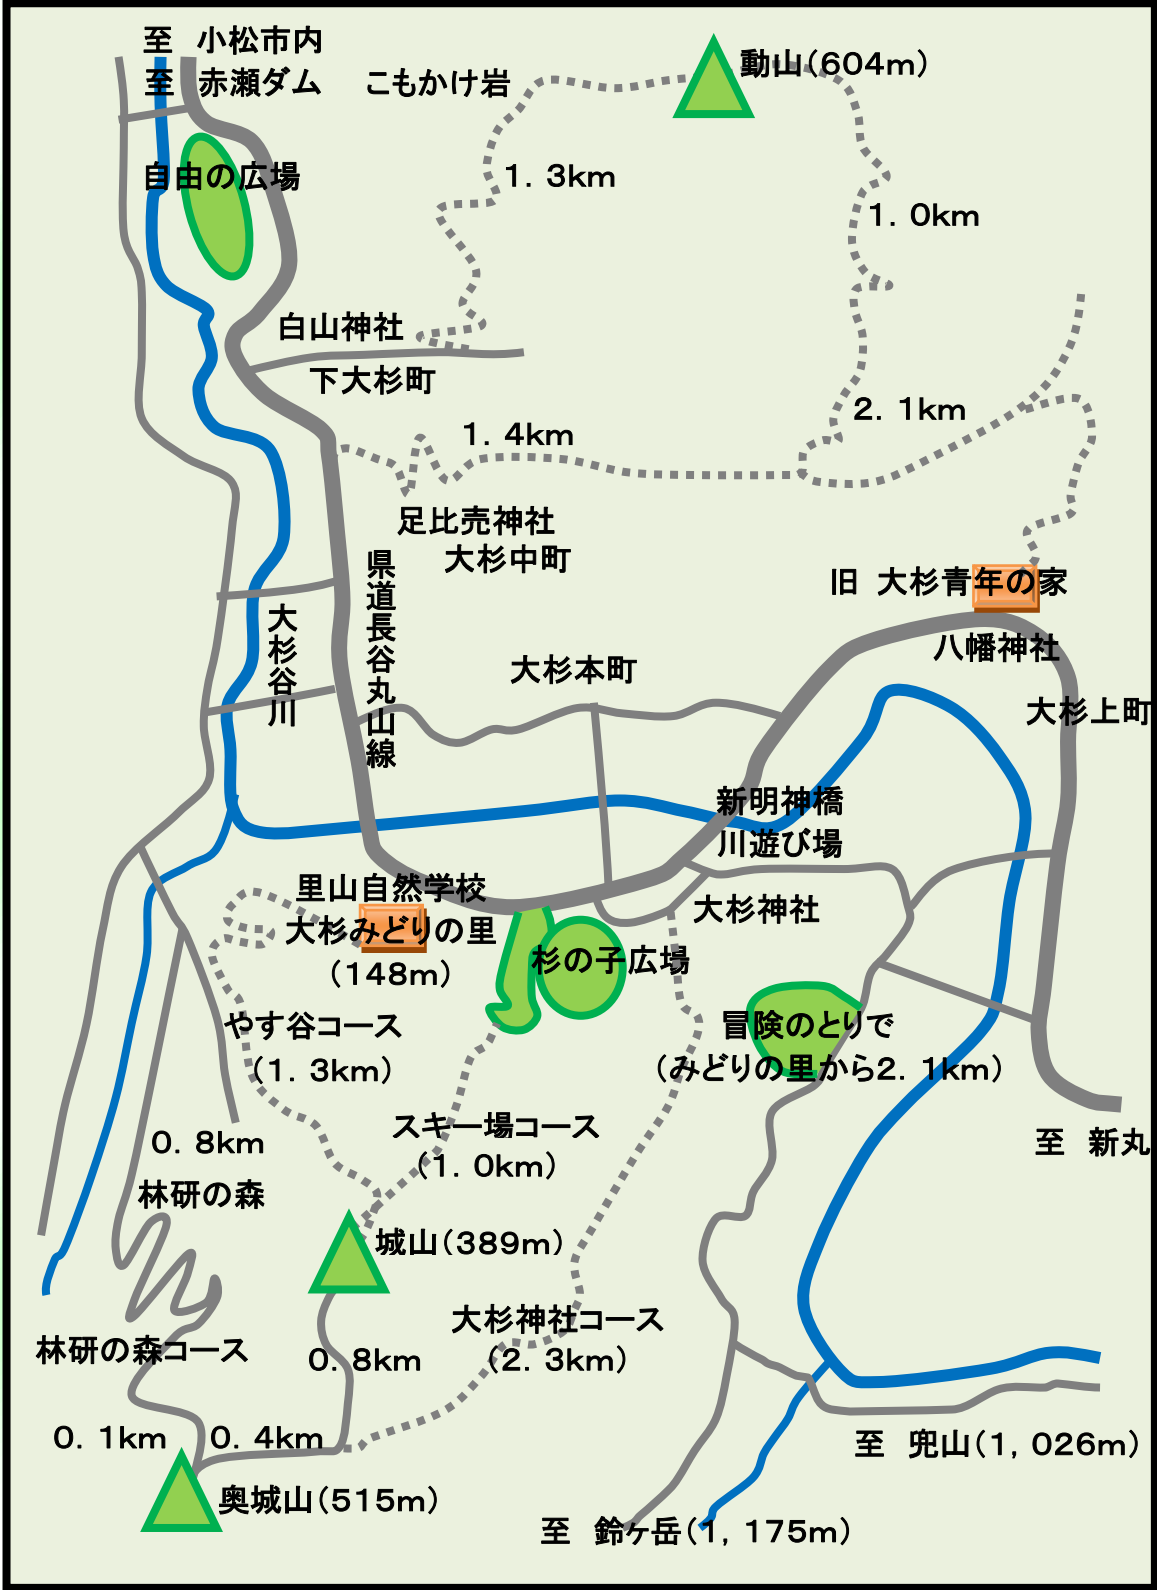 至　小松市内
至　赤瀬ダム　こもかけ岩
動山(604m)
自由の広場
1．3km
1．0km
白山神社
下大杉町
2．1km
1．4km
足比売神社
大杉中町
県道長谷丸山線
旧　大杉青年の家
大杉谷川
八幡神社
大杉本町
大杉上町
新明神橋
川遊び場
里山自然学校
大杉みどりの里
(148m)
大杉神社
杉の子広場
やす谷コース
(1．3km)
冒険のとりで
(みどりの里から2．1km)
スキー場コース
(1．0km)
0．8km
至　新丸
林研の森
城山(389m)
大杉神社コース
(2．3km)
林研の森コース
0．8km
0．1km
0．4km
至　兜山(1，026m)
奥城山(515m)
至　鈴ヶ岳(1，175m)